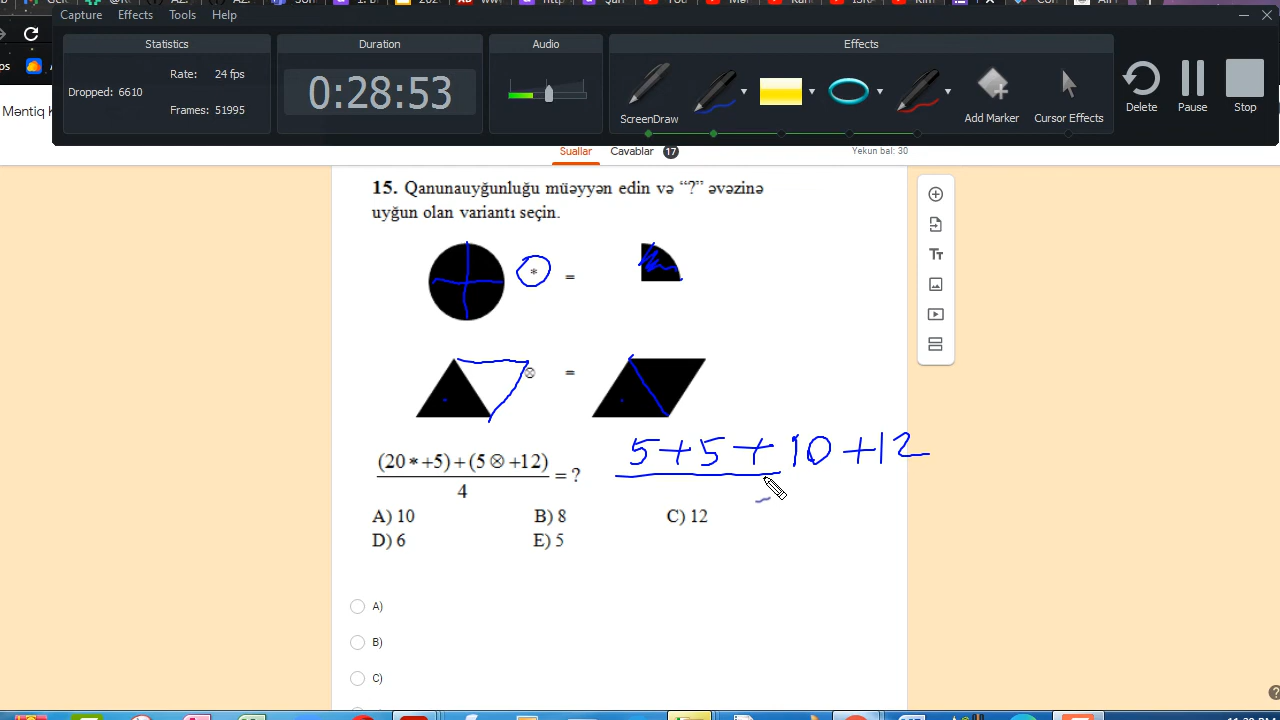 Capture Effects Tools Help
Statistics Duration Audio Effects
Dropped: 6610 Rate: 24 fps
Frames: 51995
0:28:53
ScreenDraw Add Marker Cursor Effects Delete Pause Stop
Məntiq K
Suallar Cavablar 17 Yekun bal: 30
15. Qanunauyğunluğu müəyyən edin və “?” əvəzinə
uyğun olan variantı seçin.
* =
⊗ =
5+5+10+12
(20*+5)+(5⊗+12)
4
= ?
A) 10 B) 8 C) 12
D) 6 E) 5
A)
B)
C)